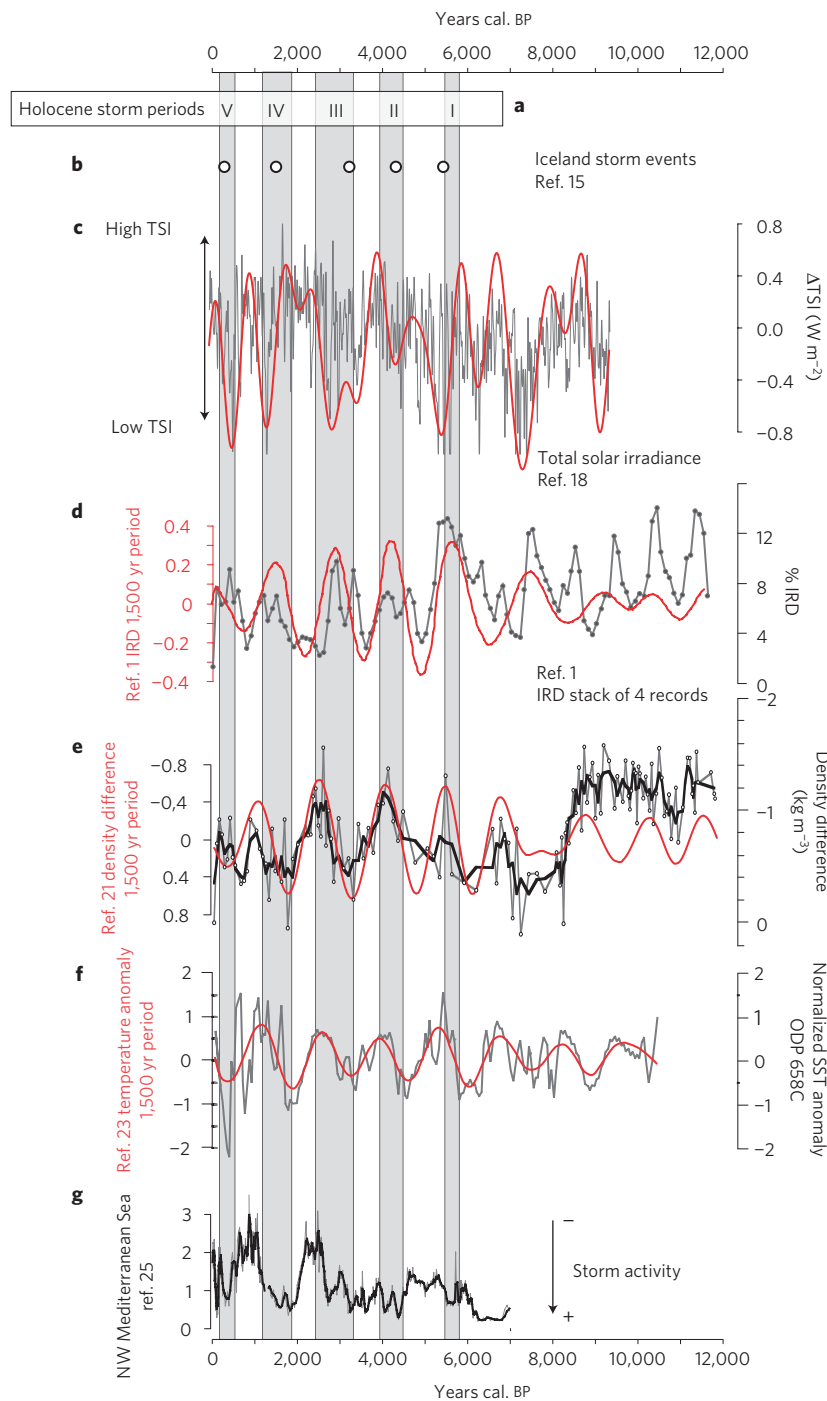 Years cal. BP
0 2,000 4,000 6,000 8,000 10,000 12,000
Holocene storm periods V IV III II I a
b
Iceland storm events
Ref. 15
c
High TSI
Low TSI
0.8
0.4
0.0
−0.4
−0.8
ΔTSI (W m−2)
Total solar irradiance
Ref. 18
d
Ref. 1 IRD 1,500 yr period
0.4
0.2
0
−0.2
−0.4
12
8
4
0
% IRD
Ref. 1
IRD stack of 4 records
e
Ref. 21 density difference
1,500 yr period
−0.8
−0.4
0
0.4
0.8
−2
−1
0
Density difference
(kg m−3)
f
Ref. 23 temperature anomaly
1,500 yr period
2
1
0
−1
−2
2
1
0
−1
−2
Normalized SST anomaly
ODP 658C
g
NW Mediterranean Sea
ref. 25
3
2
1
0
−
Storm activity
+
0 2,000 4,000 6,000 8,000 10,000 12,000
Years cal. BP